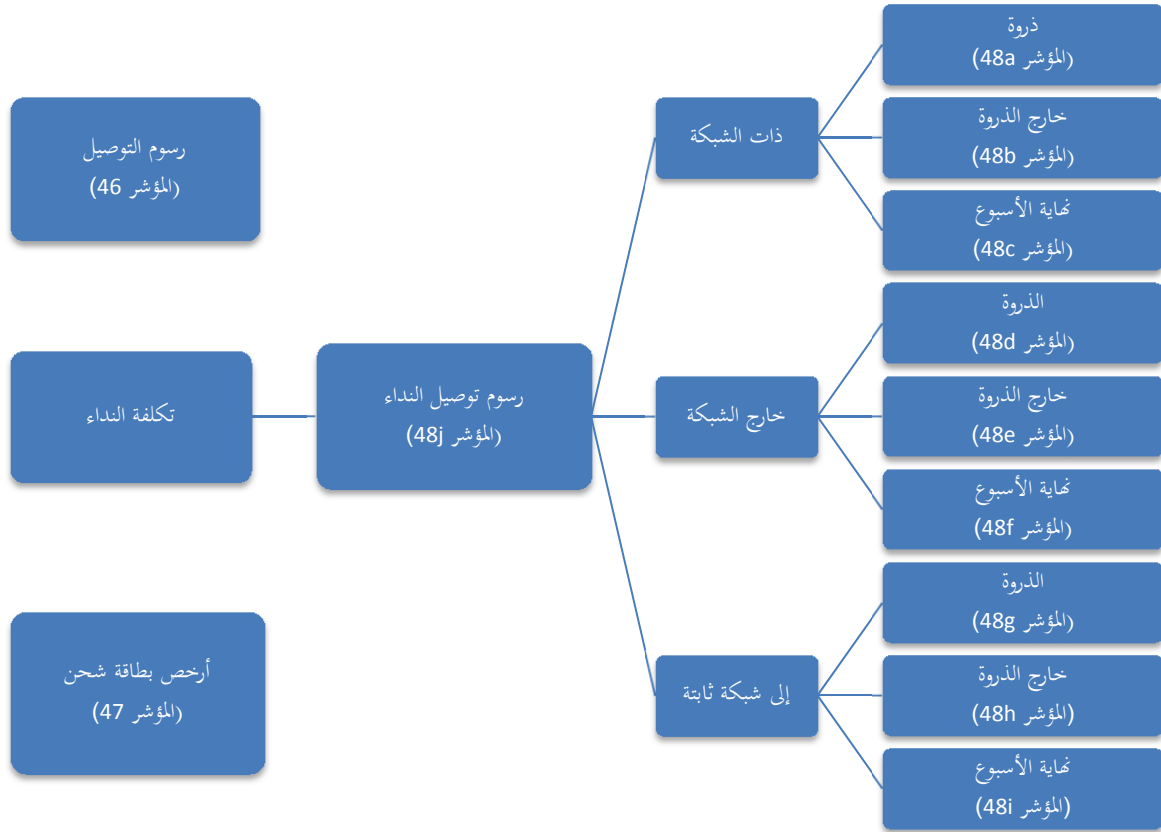 رسوم التوصيل
(المؤشر 46)
تكلفة النداء
أرخص بطاقة شحن
(المؤشر 47)
رسوم توصيل النداء
(المؤشر 48j)
ذات الشبكة
خارج الشبكة
إلى شبكة ثابتة
ذروة
(المؤشر 48a)
خارج الذروة
(المؤشر 48b)
نهاية الأسبوع
(المؤشر 48c)
الذروة
(المؤشر 48d)
خارج الذروة
(المؤشر 48e)
نهاية الأسبوع
(المؤشر 48f)
الذروة
(المؤشر 48g)
خارج الذروة
(المؤشر 48h)
نهاية الأسبوع
(المؤشر 48i)